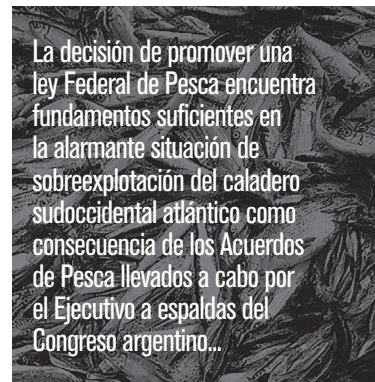 La decisión de promover una
ley Federal de Pesca encuentra
fundamentos suficientes en
la alarmante situación de
sobreexplotación del caladero
sudoccidental atlántico como
consecuencia de los Acuerdos
de Pesca llevados a cabo por
el Ejecutivo a espaldas del
Congreso argentino...